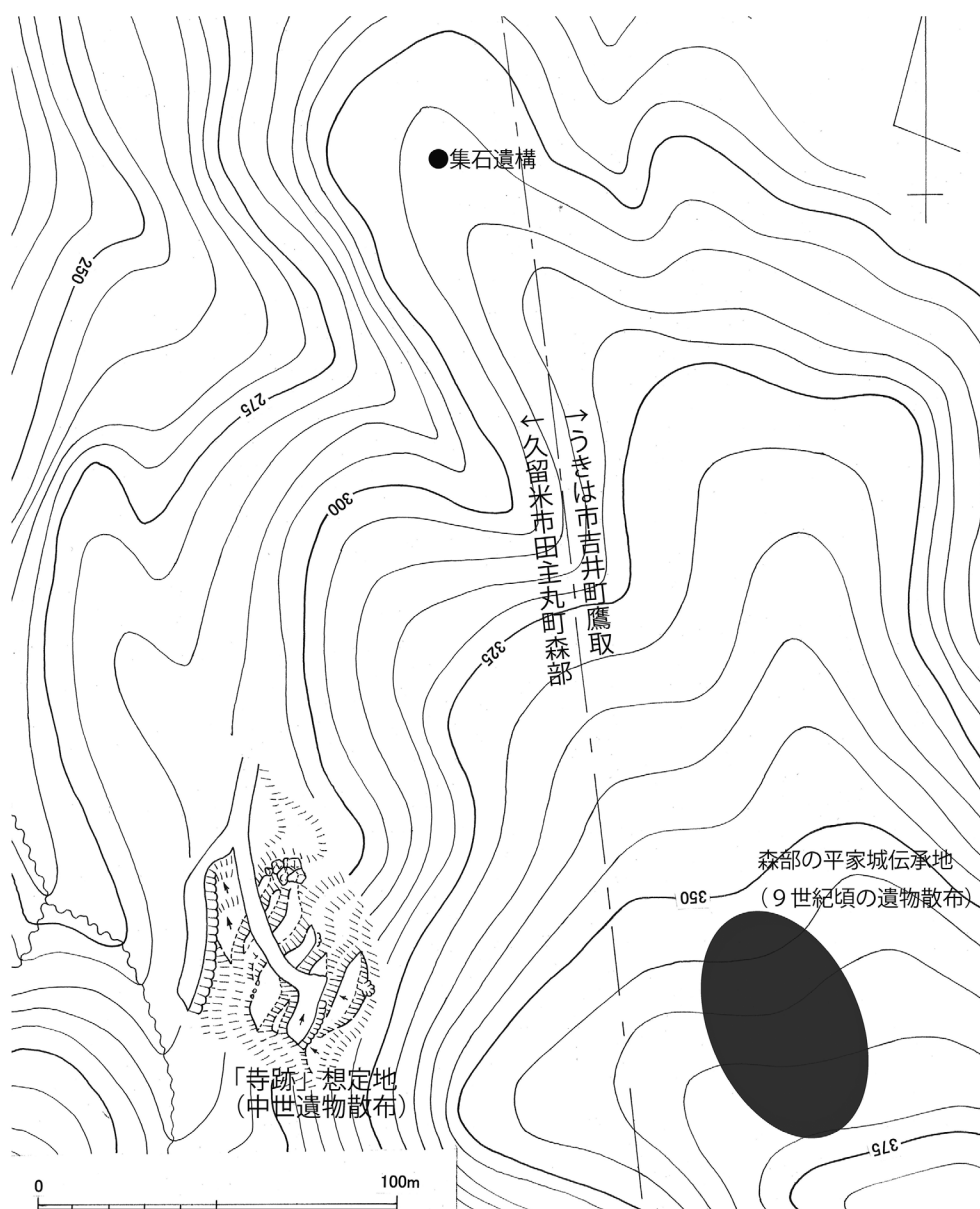 ●集石遺構
250
275
300
→うきは市吉井町鷹取
←久留米市田主丸町森部
325
森部の平家城伝承地
(9世紀頃の遺物散布)
350
「寺跡」想定地
(中世遺物散布)
375
0 100m